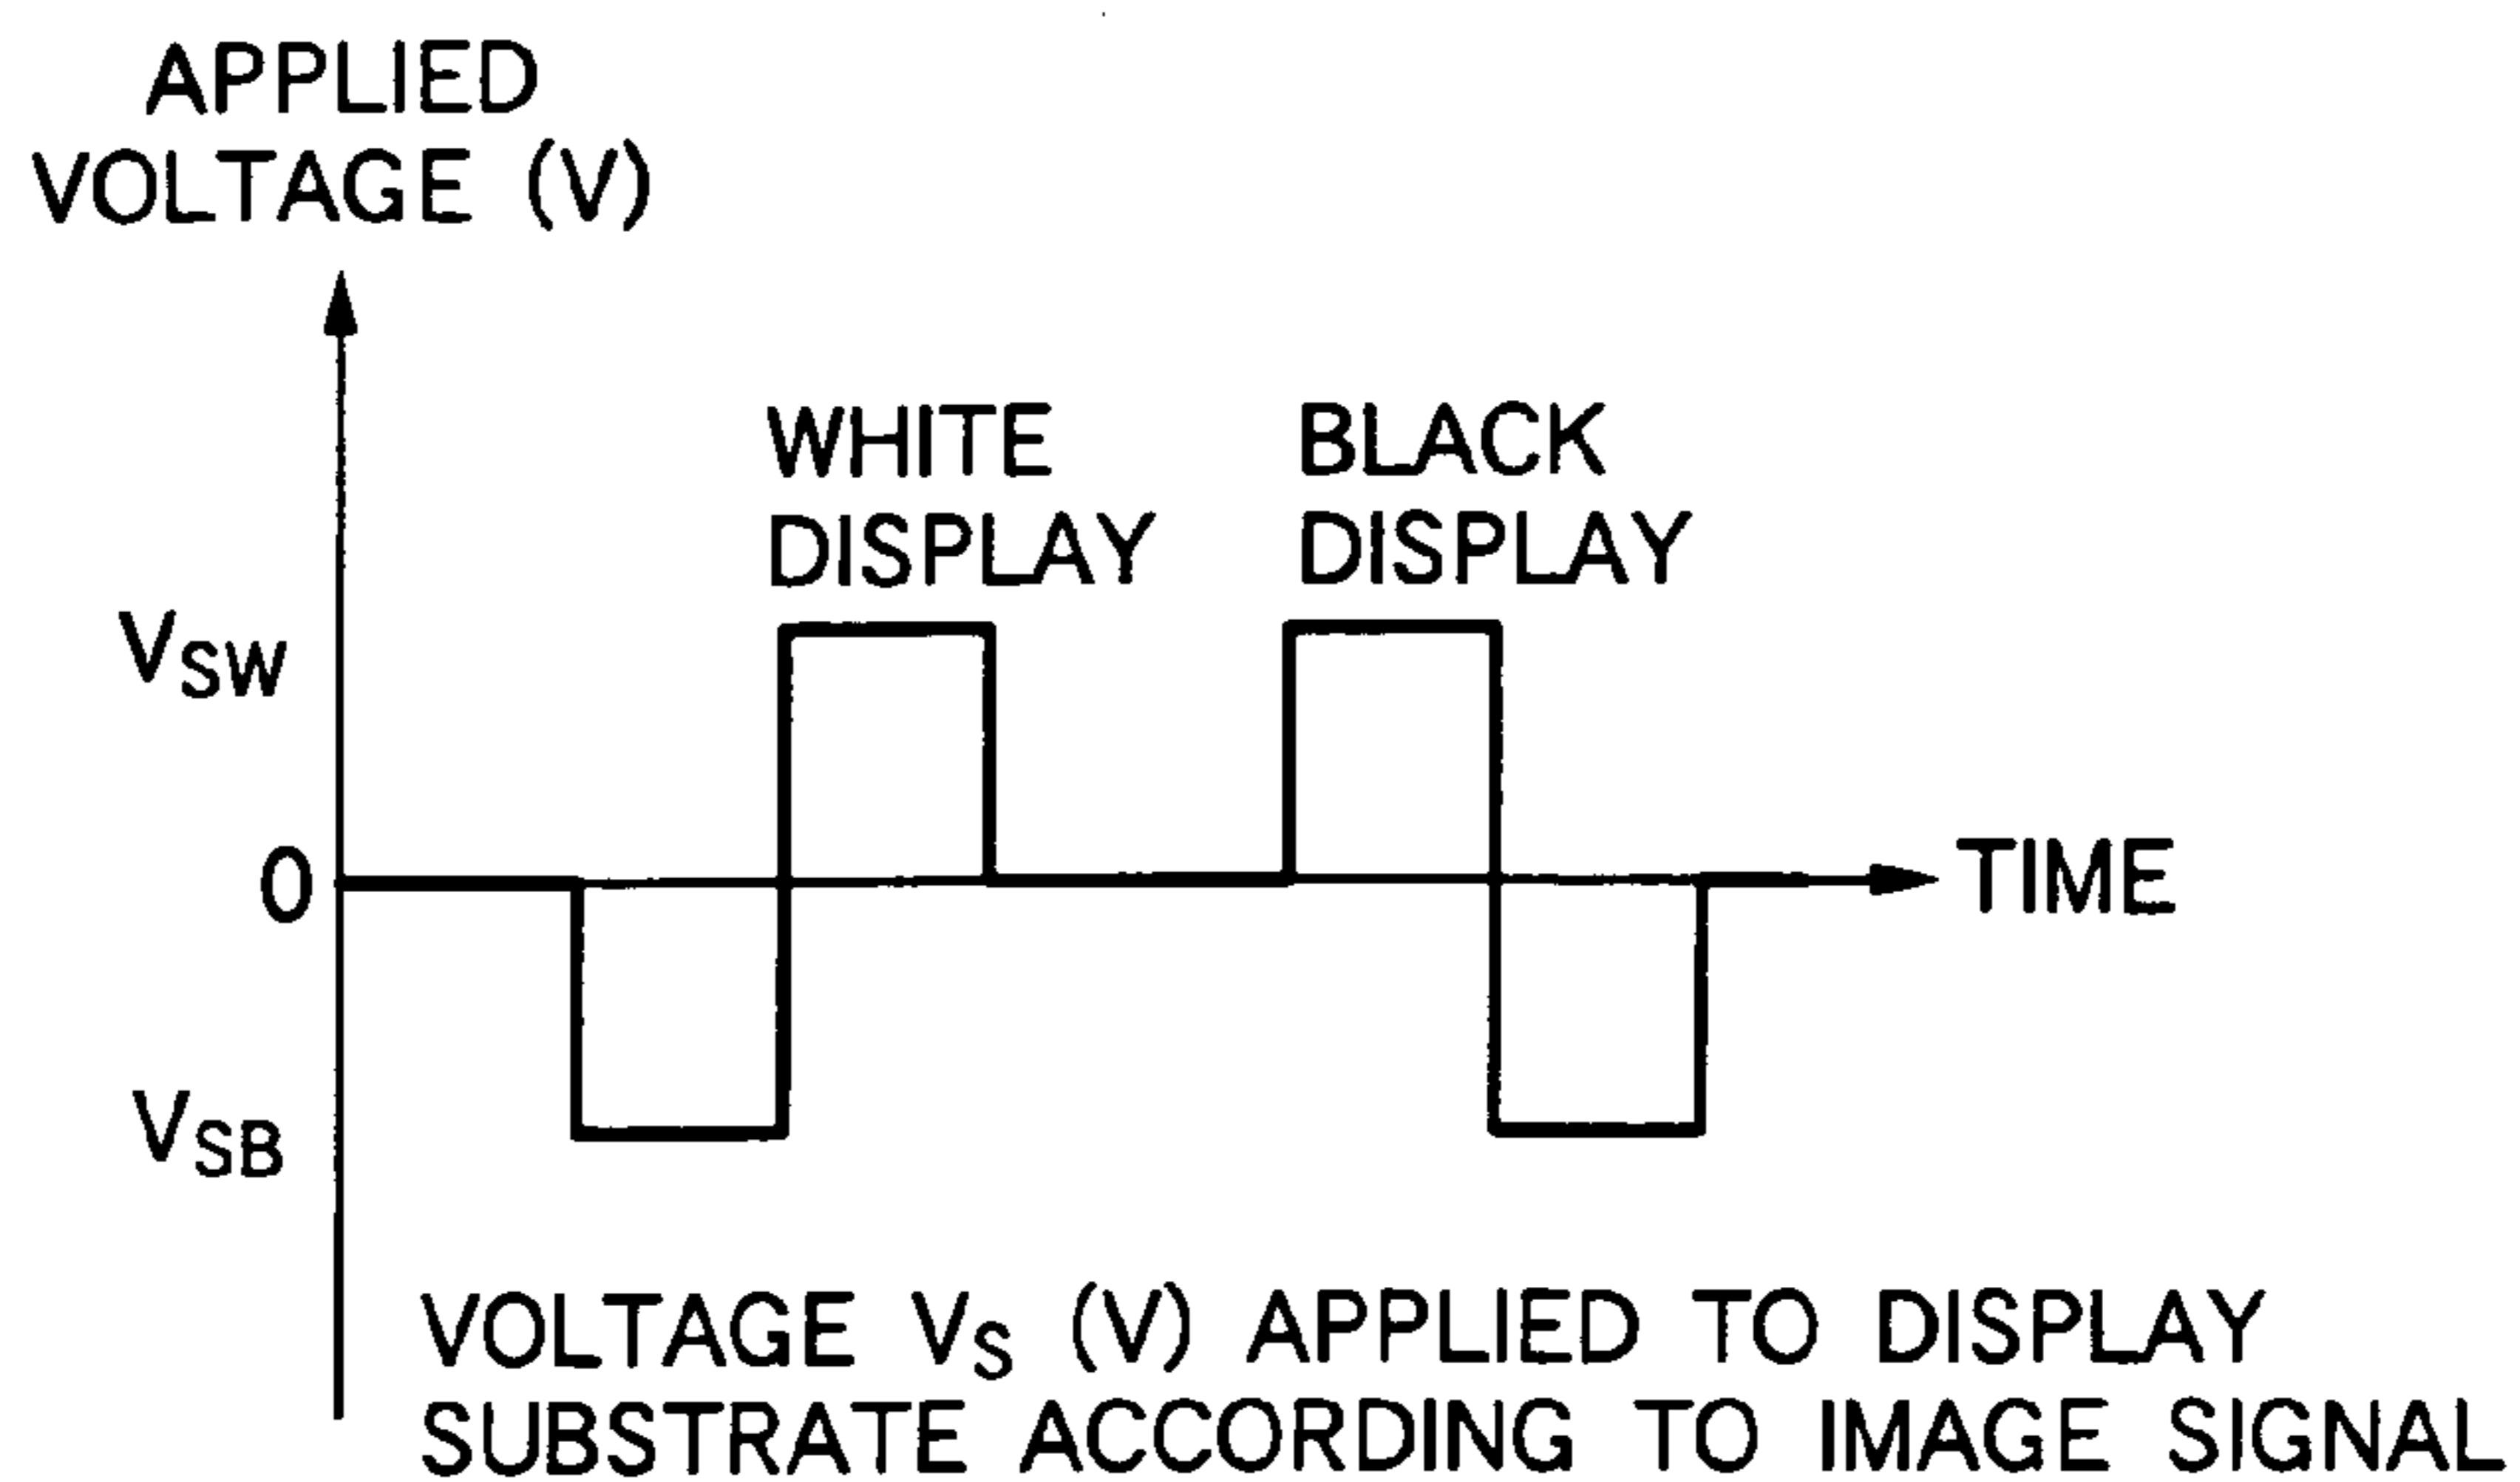 APPLIED
VOLTAGE (V)
WHITE
DISPLAY
BLACK
DISPLAY
VSW
0
TIME
VSB
VOLTAGE VS (V) APPLIED TO DISPLAY
SUBSTRATE ACCORDING TO IMAGE SIGNAL